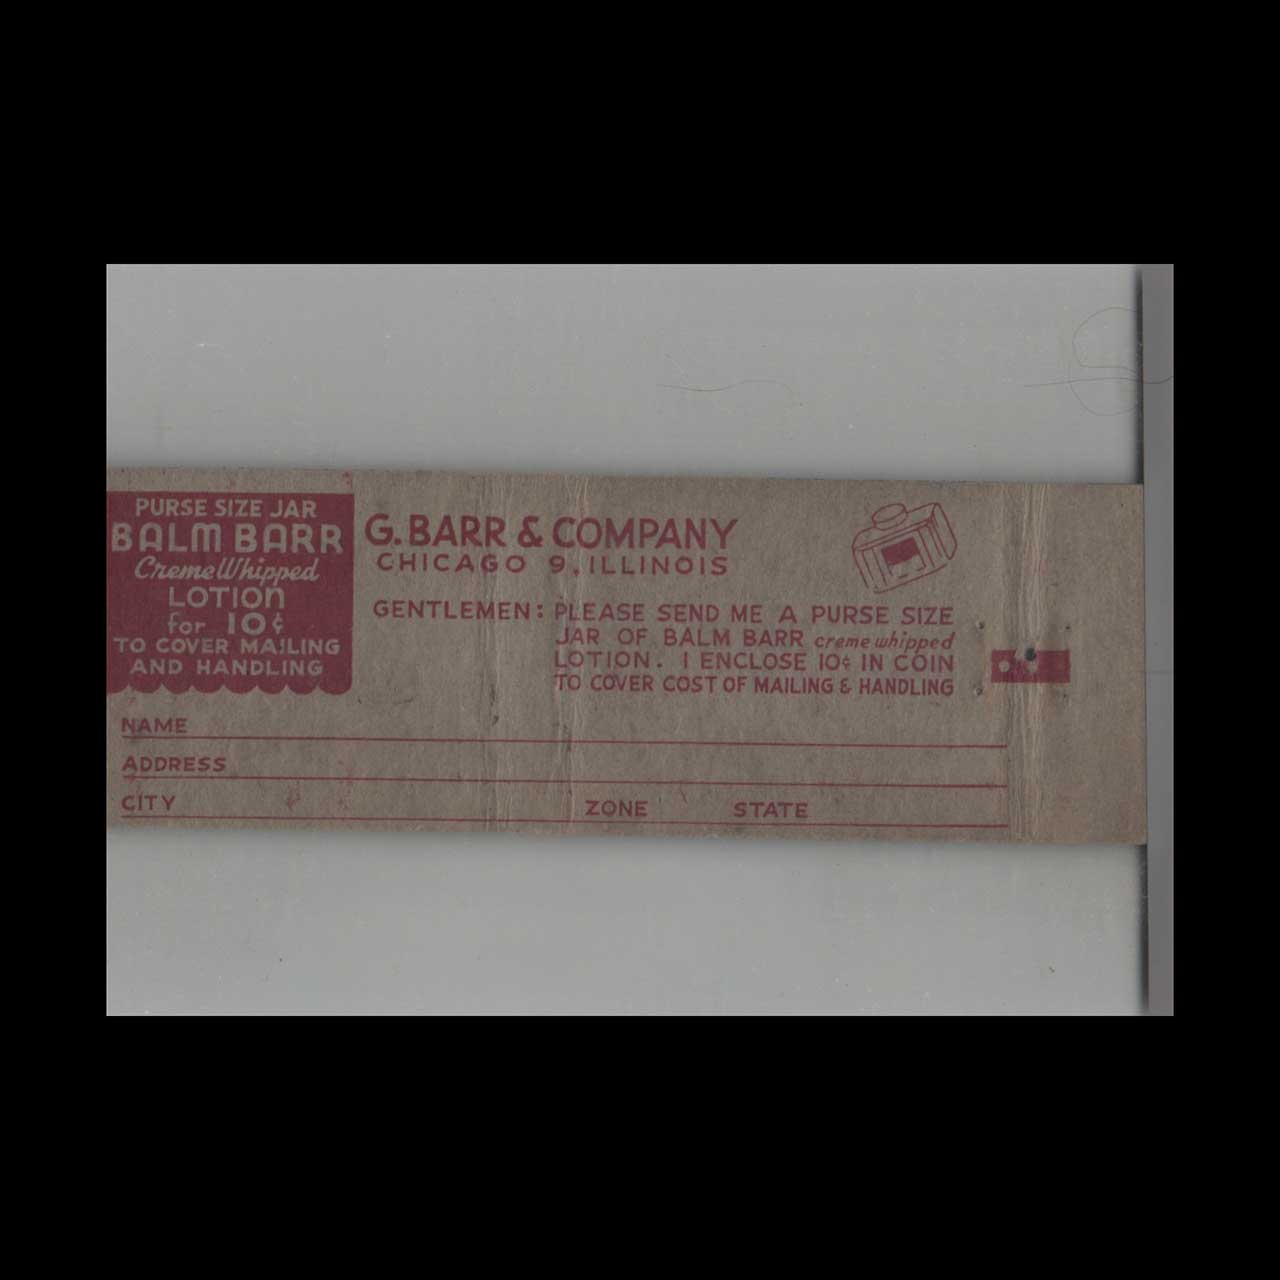 PURSE SIZE JAR
BALM BARR
Creme Whipped
LOTION
for 10¢
TO COVER MAILING
AND HANDLING
G. BARR & COMPANY
CHICAGO 9, ILLINOIS
GENTLEMEN: PLEASE SEND ME A PURSE SIZE
JAR OF BALM BARR creme whipped
LOTION. I ENCLOSE 10¢ IN COIN
TO COVER COST OF MAILING & HANDLING
NAME
ADDRESS
CITY ZONE STATE